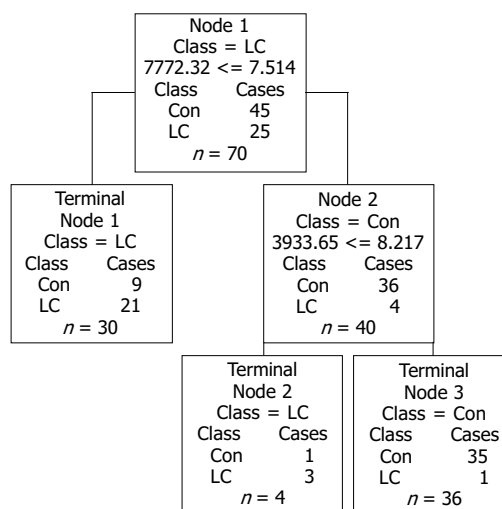 Node 1
Class = LC
7772.32 <= 7.514
Class Cases
Con 45
LC 25
n = 70
Terminal
Node 1
Class = LC
Class Cases
Con 9
LC 21
n = 30
Node 2
Class = Con
3933.65 <= 8.217
Class Cases
Con 36
LC 4
n = 40
Terminal
Node 2
Class = LC
Class Cases
Con 1
LC 3
n = 4
Terminal
Node 3
Class = Con
Class Cases
Con 35
LC 1
n = 36